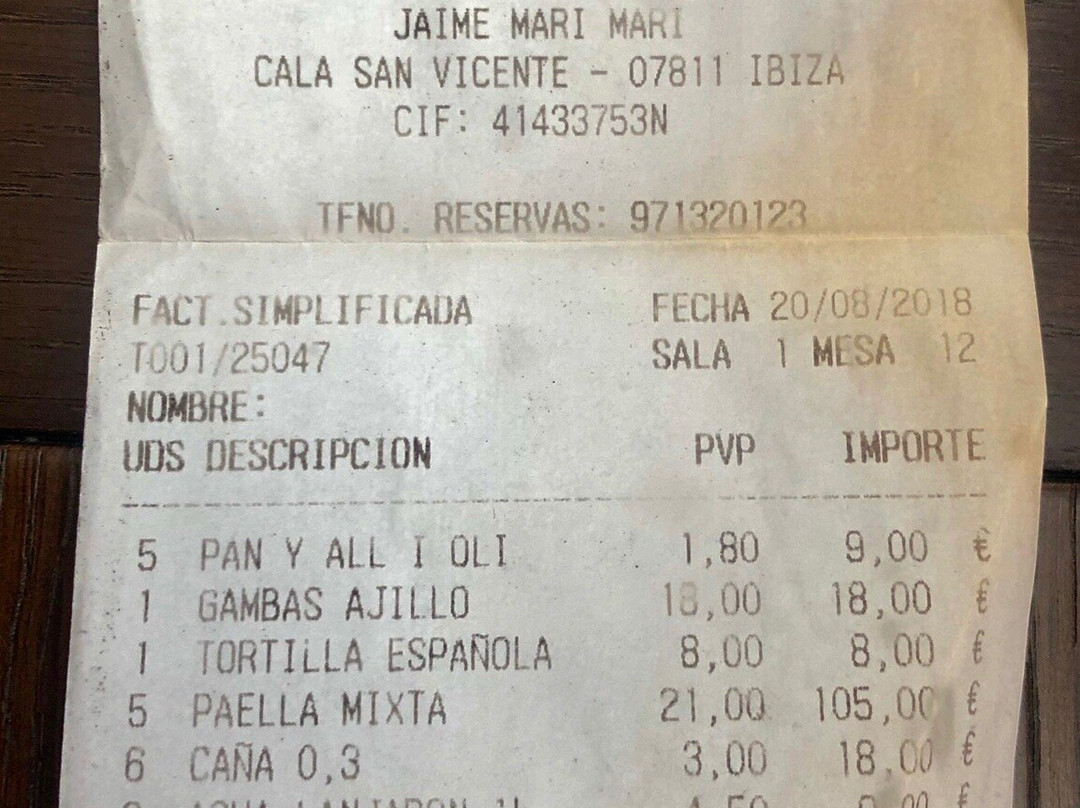 JAIME MARI MARI
CALA SAN VICENTE - 07811 IBIZA
CIF: 41433753N
TFNO. RESERVAS: 971320123
FACT.SIMPLIFICADA FECHA 20/08/2018
T001/25047 SALA 1 MESA 12
NOMBRE:
UDS DESCRIPCION PVP IMPORTE
5 PAN Y ALL I OLI 1,80 9,00 €
1 GAMBAS AJILLO 18,00 18,00 €
1 TORTILLA ESPAÑOLA 8,00 8,00 €
5 PAELLA MIXTA 21,00 105,00 €
6 CAÑA 0,3 3,00 18,00 €